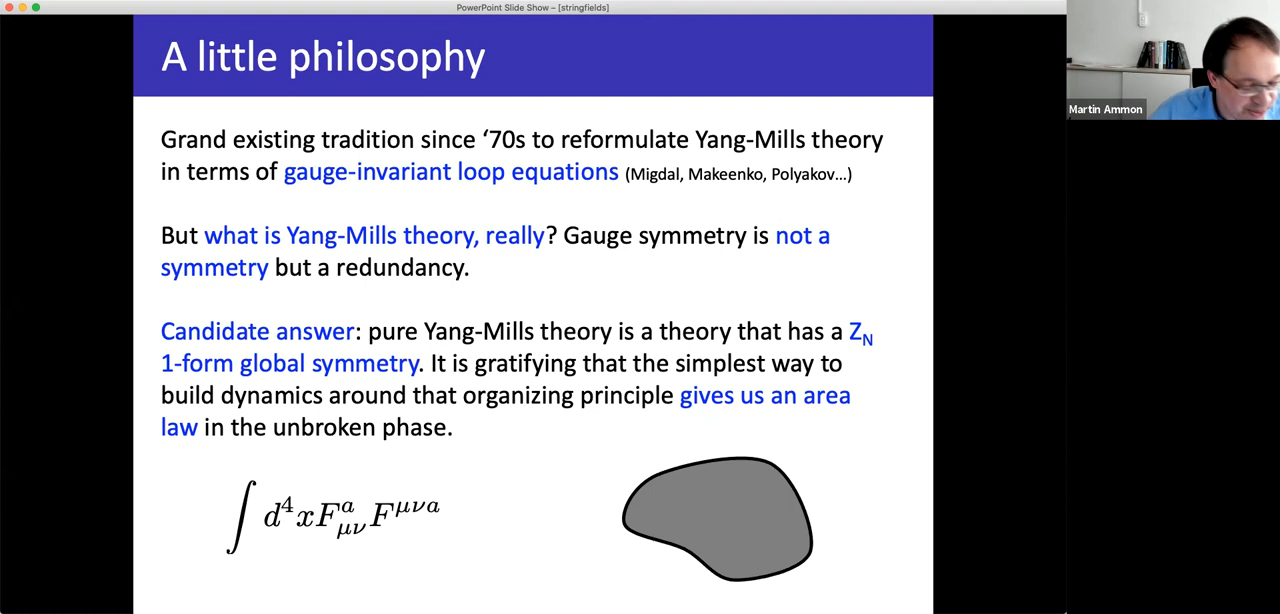 PowerPoint Slide Show - [stringfields]
A little philosophy
Martin Ammon
Grand existing tradition since ‘70s to reformulate Yang-Mills theory
in terms of gauge-invariant loop equations (Migdal, Makeenko, Polyakov…)
But what is Yang-Mills theory, really? Gauge symmetry is not a
symmetry but a redundancy.
Candidate answer: pure Yang-Mills theory is a theory that has a Z_N
1-form global symmetry. It is gratifying that the simplest way to
build dynamics around that organizing principle gives us an area
law in the unbroken phase.
∫ d⁴x F^a_{μν} F^{μνa}